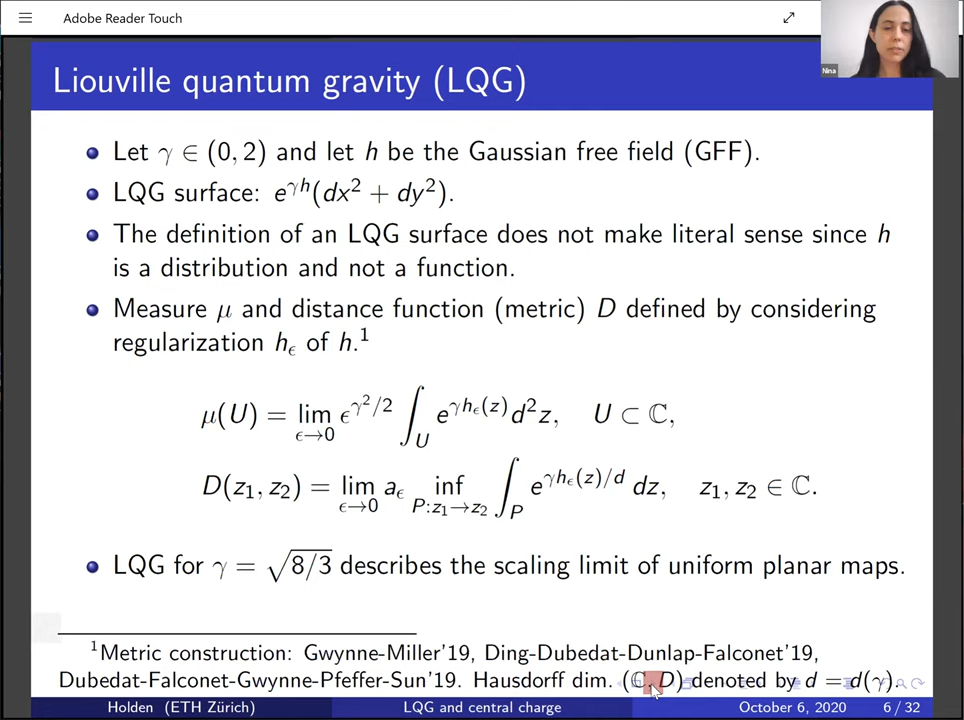 Adobe Reader Touch
Nina
Liouville quantum gravity (LQG)
Let γ ∈ (0, 2) and let h be the Gaussian free field (GFF).
LQG surface: e^{γh}(dx² + dy²).
The definition of an LQG surface does not make literal sense since h
is a distribution and not a function.
Measure μ and distance function (metric) D defined by considering
regularization h_ϵ of h.¹
μ(U) = lim_{ϵ→0} ϵ^{γ²/2} ∫_U e^{γh_ϵ(z)} d²z, U ⊂ ℂ,
D(z₁, z₂) = lim_{ϵ→0} a_ϵ inf_{P:z₁→z₂} ∫_P e^{γh_ϵ(z)/d} dz, z₁, z₂ ∈ ℂ.
LQG for γ = √(8/3) describes the scaling limit of uniform planar maps.
¹Metric construction: Gwynne-Miller'19, Ding-Dubedat-Dunlap-Falconet'19,
Dubedat-Falconet-Gwynne-Pfeffer-Sun'19. Hausdorff dim. (ℂ, D) denoted by d = d(γ).
Holden (ETH Zürich) LQG and central charge October 6, 2020 6 / 32